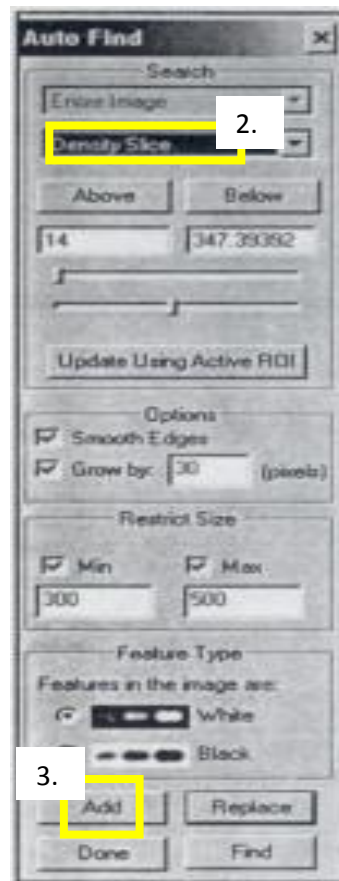 Auto Find ×
Search
Entire Image
2.
Density Slice
Above Below
14 347.39392
Update Using Active ROI
Options
Smooth Edges
Grow by: 30 (pixels)
Restrict Size
Min Max
300 500
Feature Type
Features in the image are:
White
Black
3.
Add Replace
Done Find